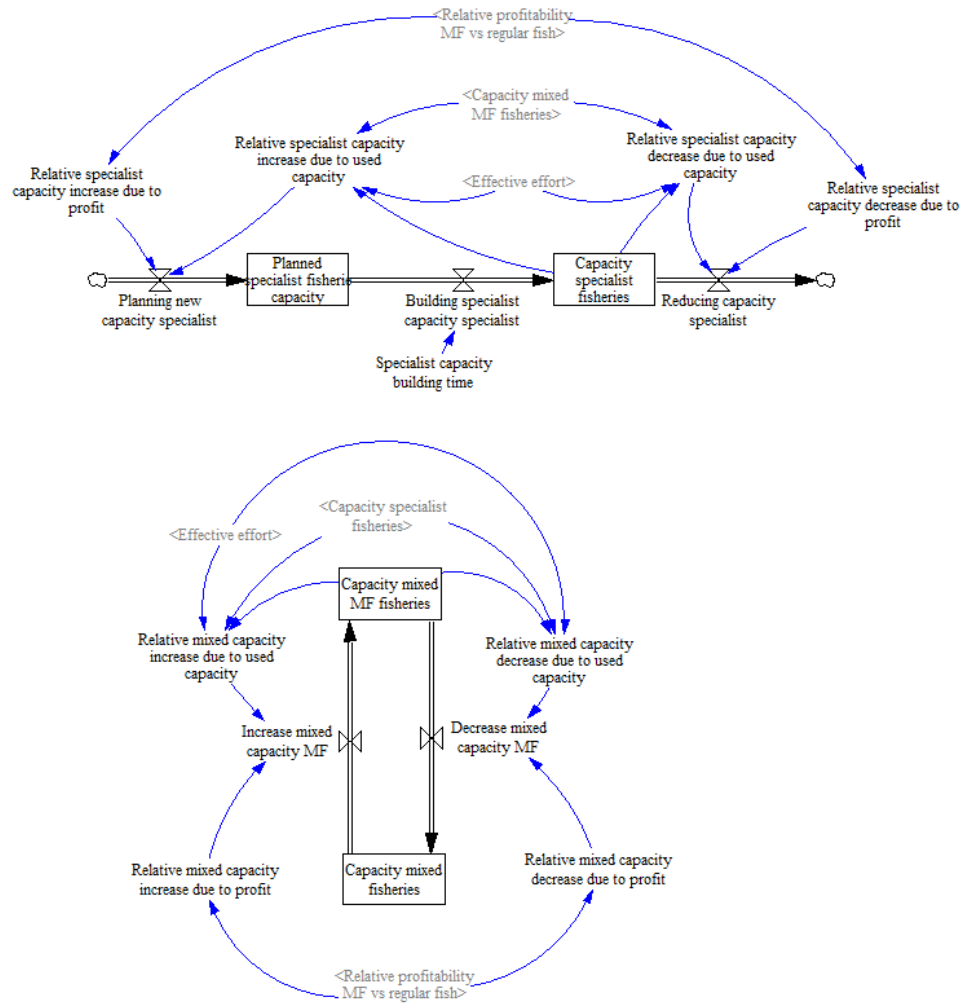 <Relative profitability
MF vs regular fish>
<Capacity mixed
MF fisheries>
Relative specialist capacity
increase due to used
capacity
Relative specialist capacity
decrease due to used
capacity
Relative specialist
capacity increase due to
profit
<Effective effort>
Relative specialist
capacity decrease due to
profit
Planned
specialist fisherie
capacity
Capacity
specialist
fisheries
Planning new
capacity specialist
Building specialist
capacity specialist
Reducing capacity
specialist
Specialist capacity
building time
<Capacity specialist
fisheries>
<Effective effort>
Capacity mixed
MF fisheries
Relative mixed capacity
increase due to used
capacity
Relative mixed capacity
decrease due to used
capacity
Increase mixed
capacity MF
Decrease mixed
capacity MF
Capacity mixed
fisheries
Relative mixed capacity
increase due to profit
Relative mixed capacity
decrease due to profit
<Relative profitability
MF vs regular fish>